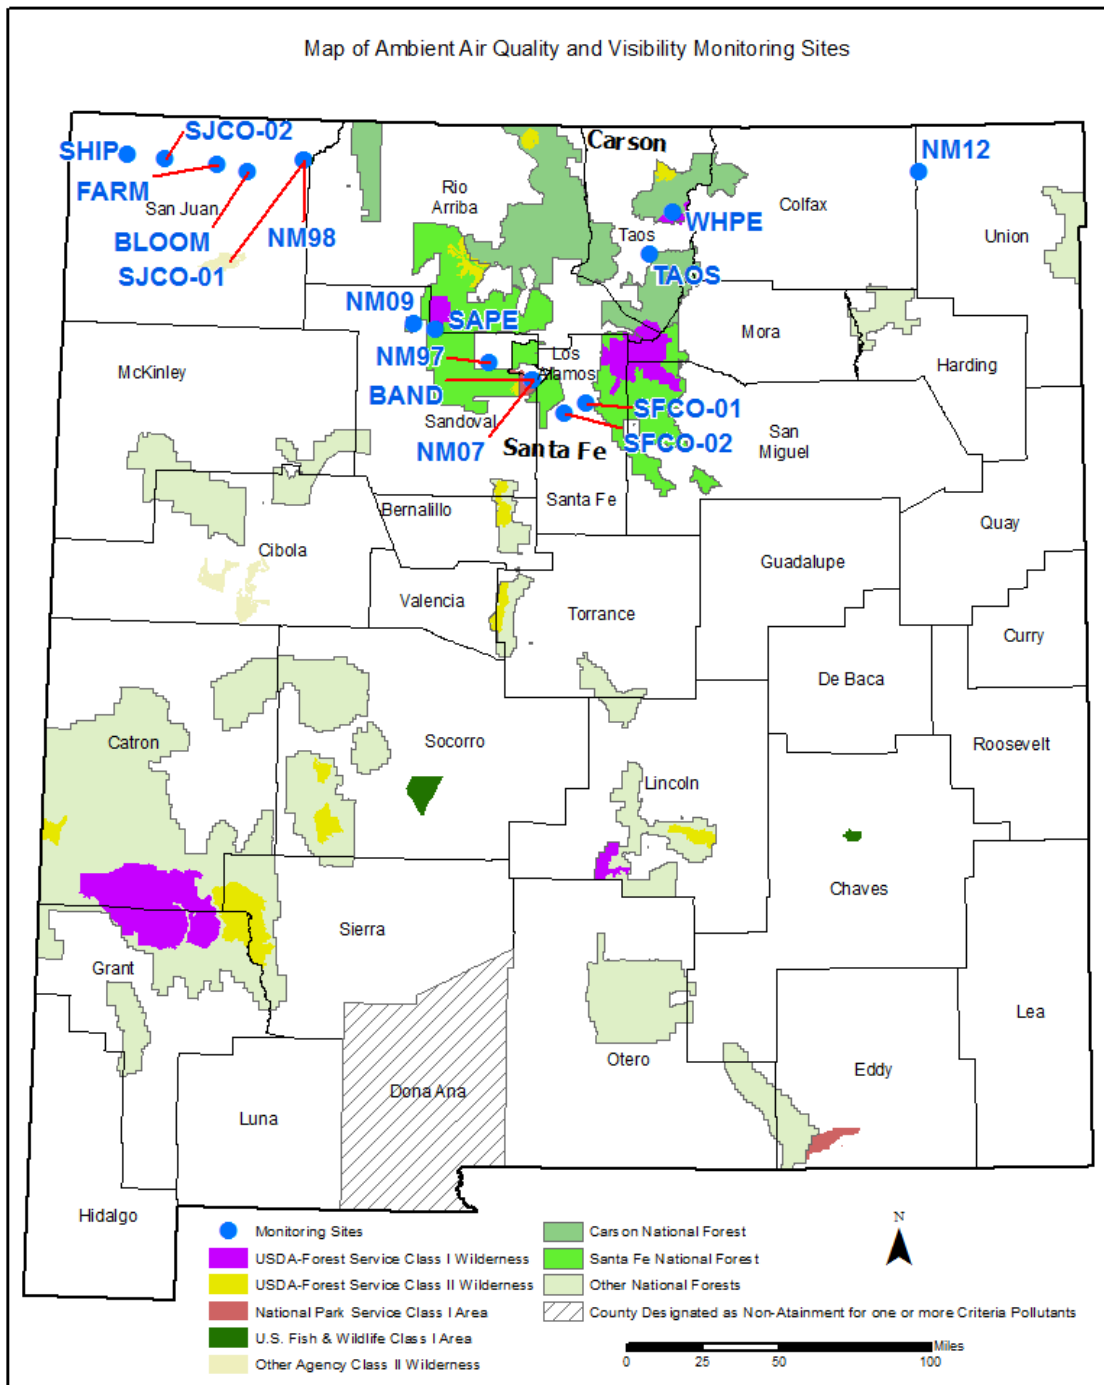 Map of Ambient Air Quality and Visibility Monitoring Sites
SJCO-02
SHIP
Carson
NM12
FARM
Rio
Arriba
San Juan
Colfax
WHPE
BLOOM
NM98
Taos
Union
SJCO-01
TAOS
NM09
SAPE
Mora
NM97
Los
Alamos
McKinley
Harding
BAND
SFCO-01
Sandoval
NM07
Santa Fe
SFCO-02
San
Miguel
Santa Fe
Bernalillo
Quay
Cibola
Guadalupe
Valencia
Torrance
Curry
De Baca
Catron
Socorro
Roosevelt
Lincoln
Chaves
Sierra
Grant
Lea
Otero
Eddy
Dona Ana
Luna
Hidalgo
N
Monitoring Sites
USDA-Forest Service Class I Wilderness
USDA-Forest Service Class II Wilderness
National Park Service Class I Area
U.S. Fish & Wildlife Class I Area
Other Agency Class II Wilderness
Carson National Forest
Santa Fe National Forest
Other National Forests
County Designated as Non-Atainment for one or more Criteria Pollutants
Miles
0 25 50 100